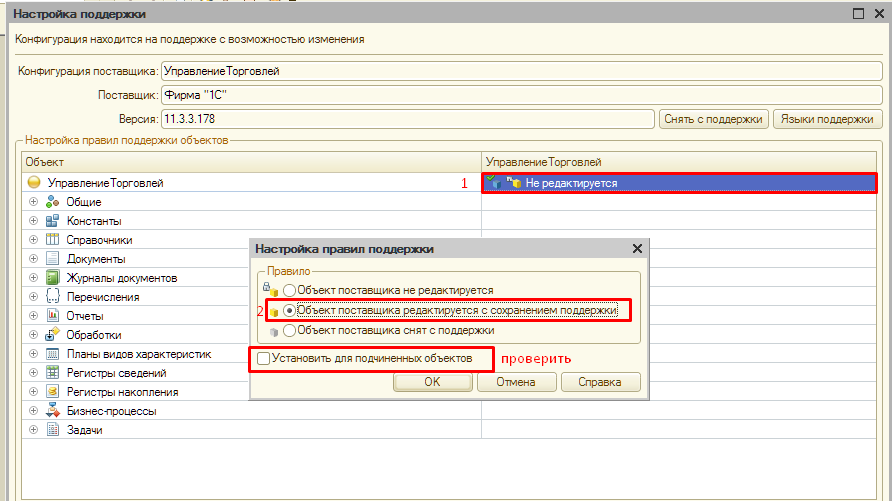 Настройка поддержки
Конфигурация находится на поддержке с возможностью изменения
Конфигурация поставщика: УправлениеТорговлей
Поставщик: Фирма "1С"
Версия: 11.3.3.178 Снять с поддержки Языки поддержки
Настройка правил поддержки объектов
Объект УправлениеТорговлей
УправлениеТорговлей 1 Не редактируется
Общие
Константы
Справочники
Документы
Журналы документов
Перечисления
Отчеты
Обработки
Планы видов характеристик
Регистры сведений
Регистры накопления
Бизнес-процессы
Задачи
Настройка правил поддержки
Правило
Объект поставщика не редактируется
2 Объект поставщика редактируется с сохранением поддержки
Объект поставщика снят с поддержки
Установить для подчиненных объектов проверить
OK Отмена Справка